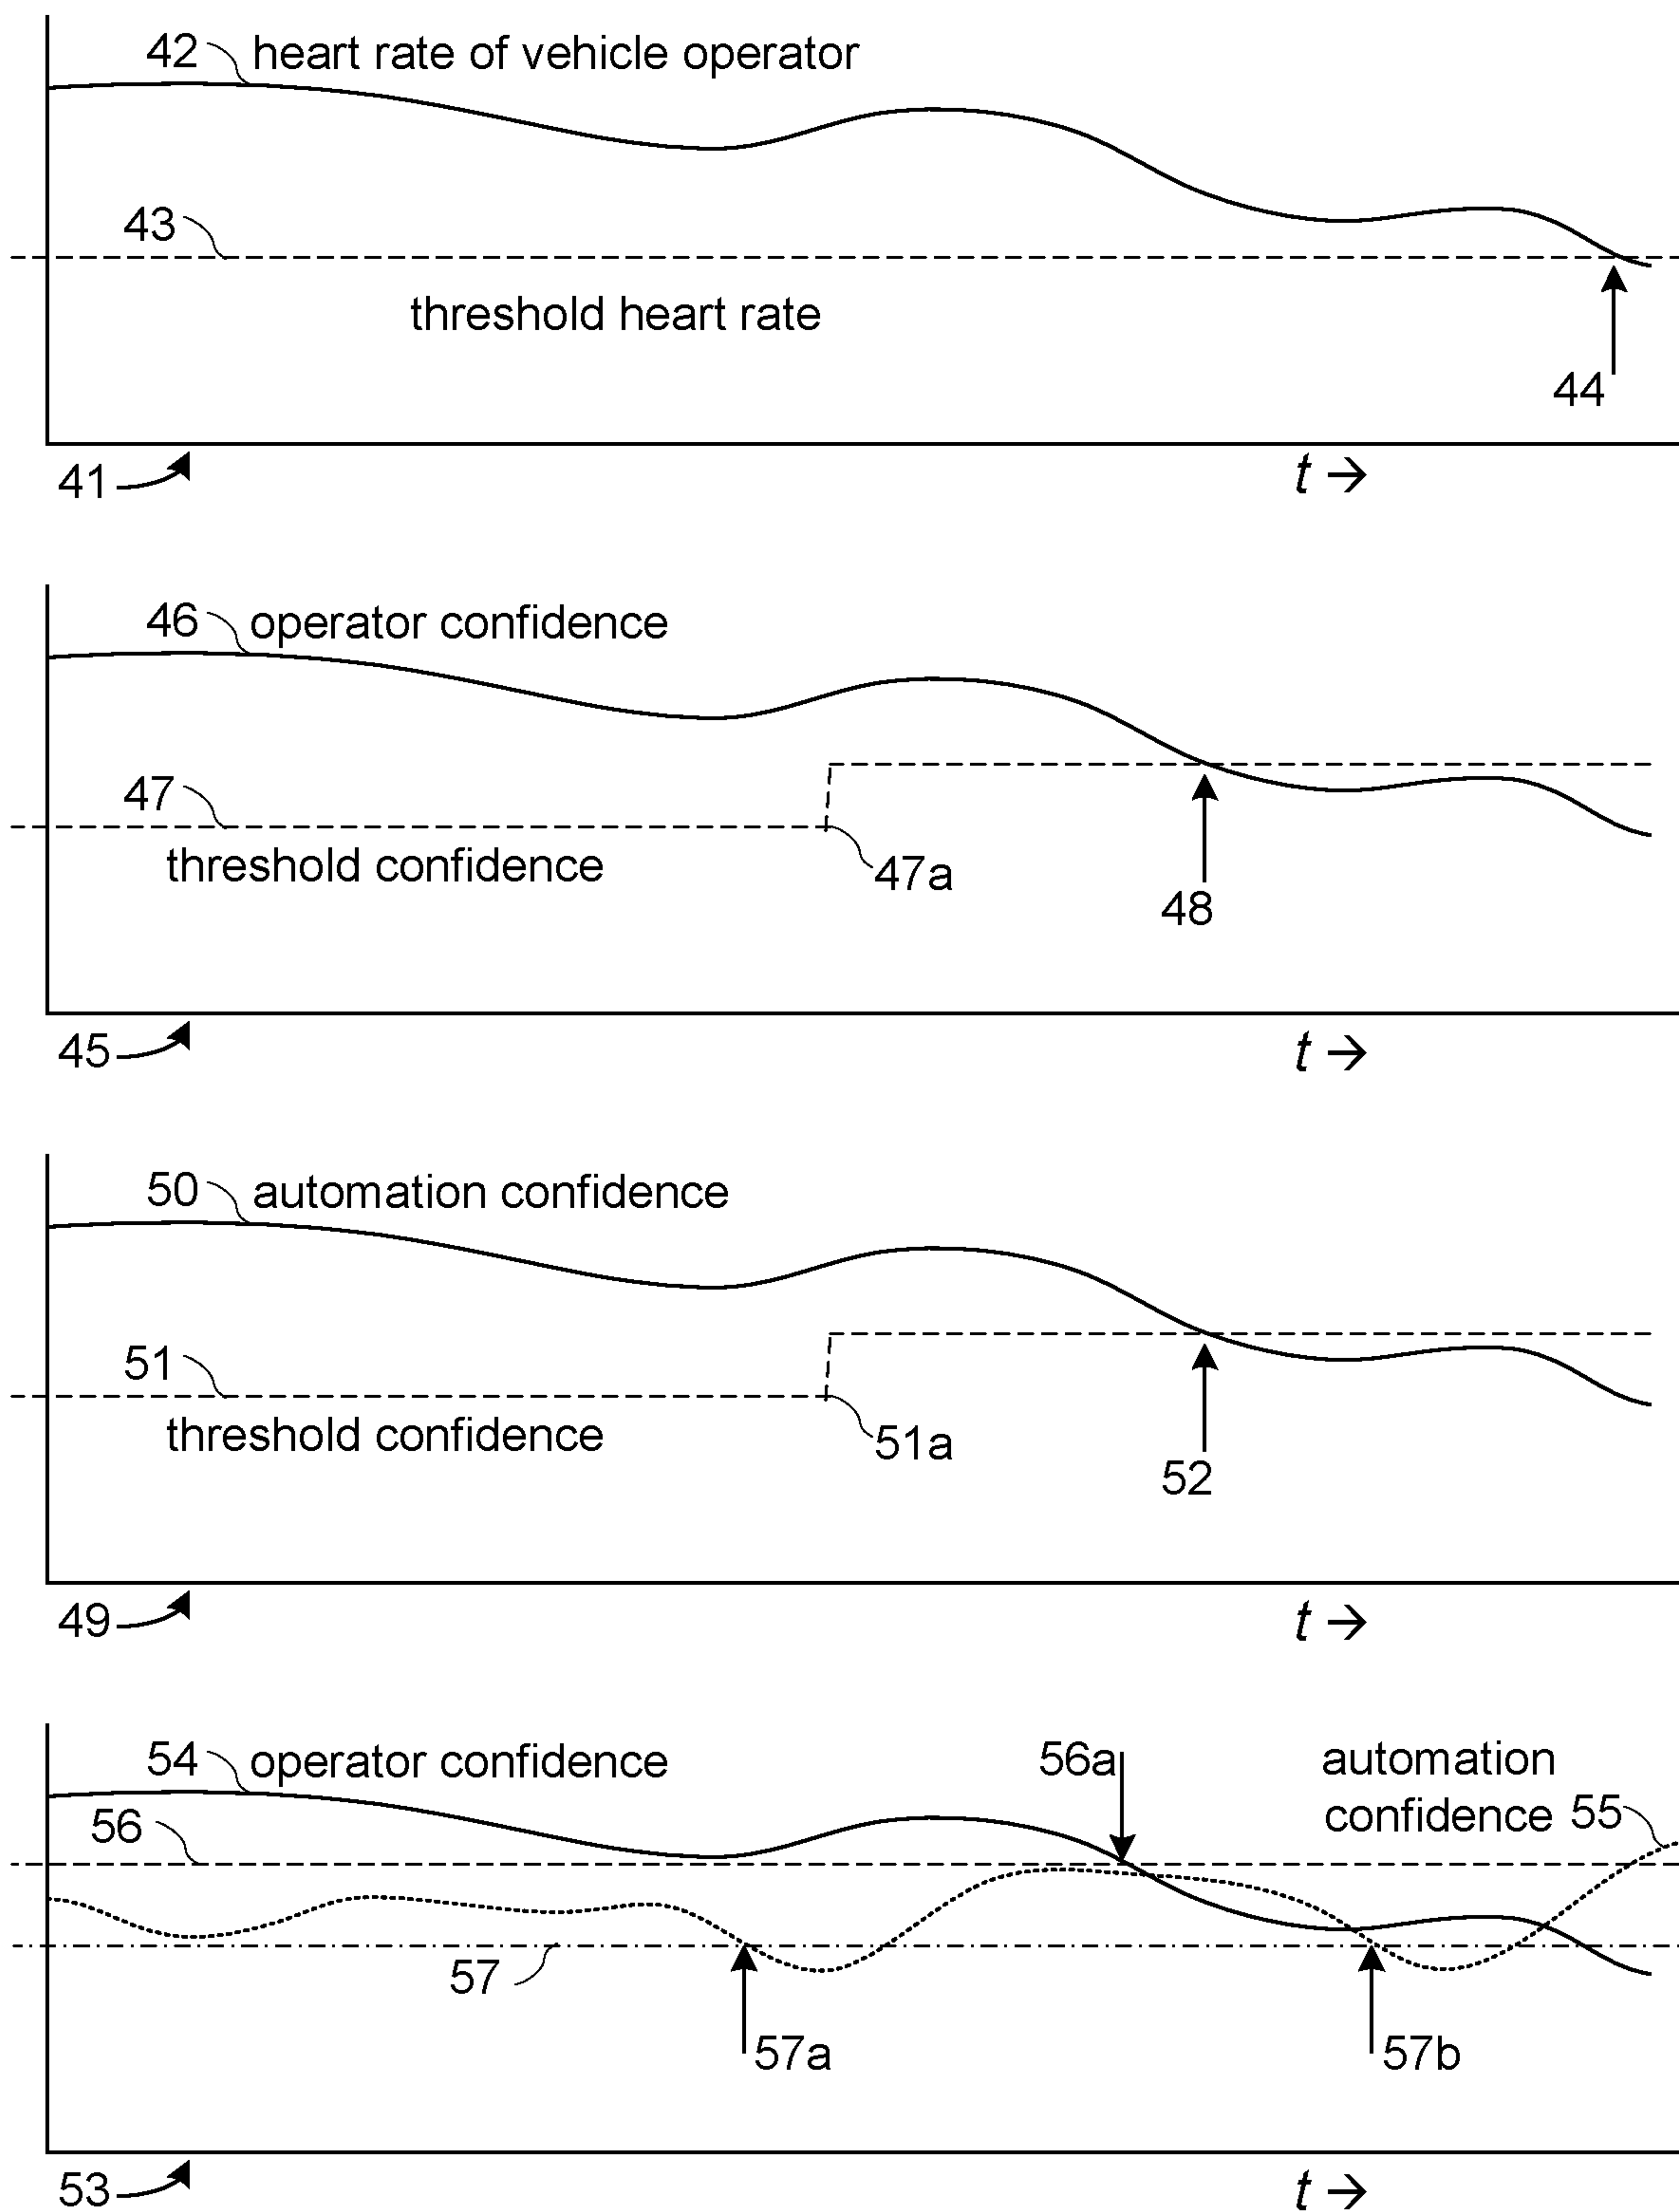 42 heart rate of vehicle operator
43
threshold heart rate
44
41
t →
46 operator confidence
47
threshold confidence
47a
48
45
t →
50 automation confidence
51
threshold confidence
51a
52
49
t →
54 operator confidence
56a
automation
confidence 55
56
57
57a
57b
53
t →